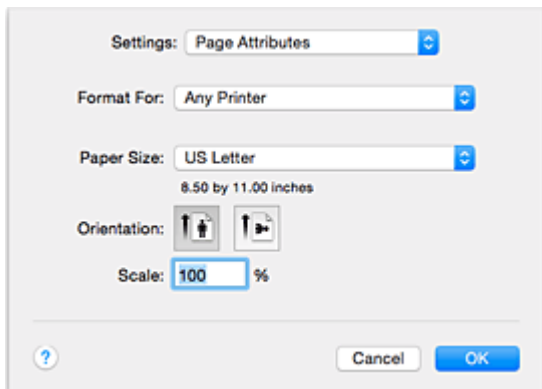 Settings: Page Attributes
Format For: Any Printer
Paper Size: US Letter
8.50 by 11.00 inches
Orientation:
Scale: 100 %
? Cancel OK